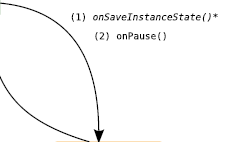 (1) onSaveInstanceState()*
(2) onPause()